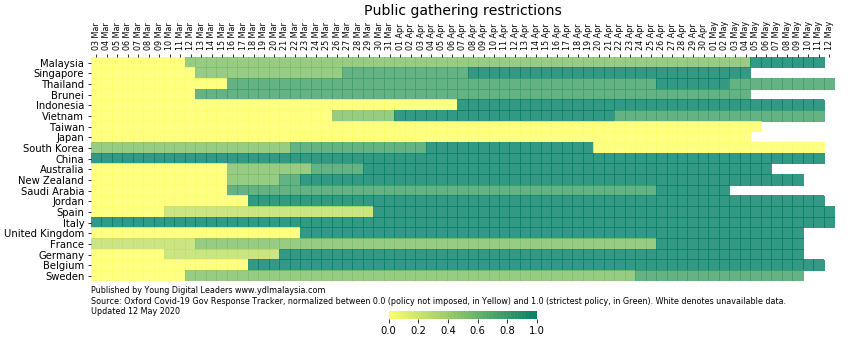 Public gathering restrictions
03 Mar 04 Mar 05 Mar 06 Mar 07 Mar 08 Mar 09 Mar 10 Mar 11 Mar 12 Mar 13 Mar 14 Mar 15 Mar 16 Mar 17 Mar 18 Mar 19 Mar 20 Mar 21 Mar 22 Mar 23 Mar 24 Mar 25 Mar 26 Mar 27 Mar 28 Mar 29 Mar 30 Mar 31 Mar 01 Apr 02 Apr 03 Apr 04 Apr 05 Apr 06 Apr 07 Apr 08 Apr 09 Apr 10 Apr 11 Apr 12 Apr 13 Apr 14 Apr 15 Apr 16 Apr 17 Apr 18 Apr 19 Apr 20 Apr 21 Apr 22 Apr 23 Apr 24 Apr 25 Apr 26 Apr 27 Apr 28 Apr 29 Apr 30 Apr 01 May 02 May 03 May 04 May 05 May 06 May 07 May 08 May 09 May 10 May 11 May 12 May
Malaysia
Singapore
Thailand
Brunei
Indonesia
Vietnam
Taiwan
Japan
South Korea
China
Australia
New Zealand
Saudi Arabia
Jordan
Spain
Italy
United Kingdom
France
Germany
Belgium
Sweden
Published by Young Digital Leaders www.ydlmalaysia.com
Source: Oxford Covid-19 Gov Response Tracker, normalized between 0.0 (policy not imposed, in Yellow) and 1.0 (strictest policy, in Green). White denotes unavailable data.
Updated 12 May 2020
0.0 0.2 0.4 0.6 0.8 1.0